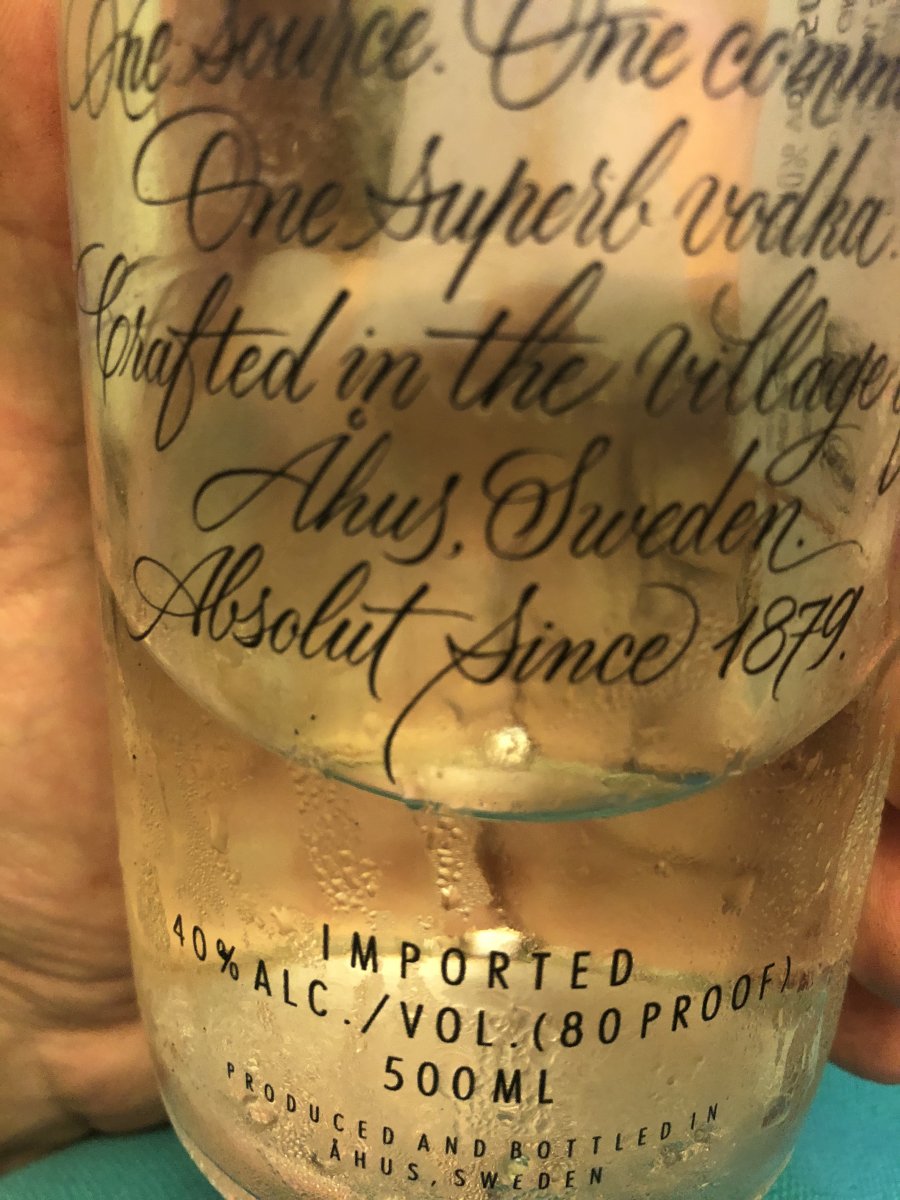 One source. One comm
One superb vodka.
Crafted in the village
Åhus, Sweden.
Absolut Since 1879.
IMPORTED
40% ALC./VOL. (80 PROOF)
500ML
PRODUCED AND BOTTLED IN
ÅHUS, SWEDEN